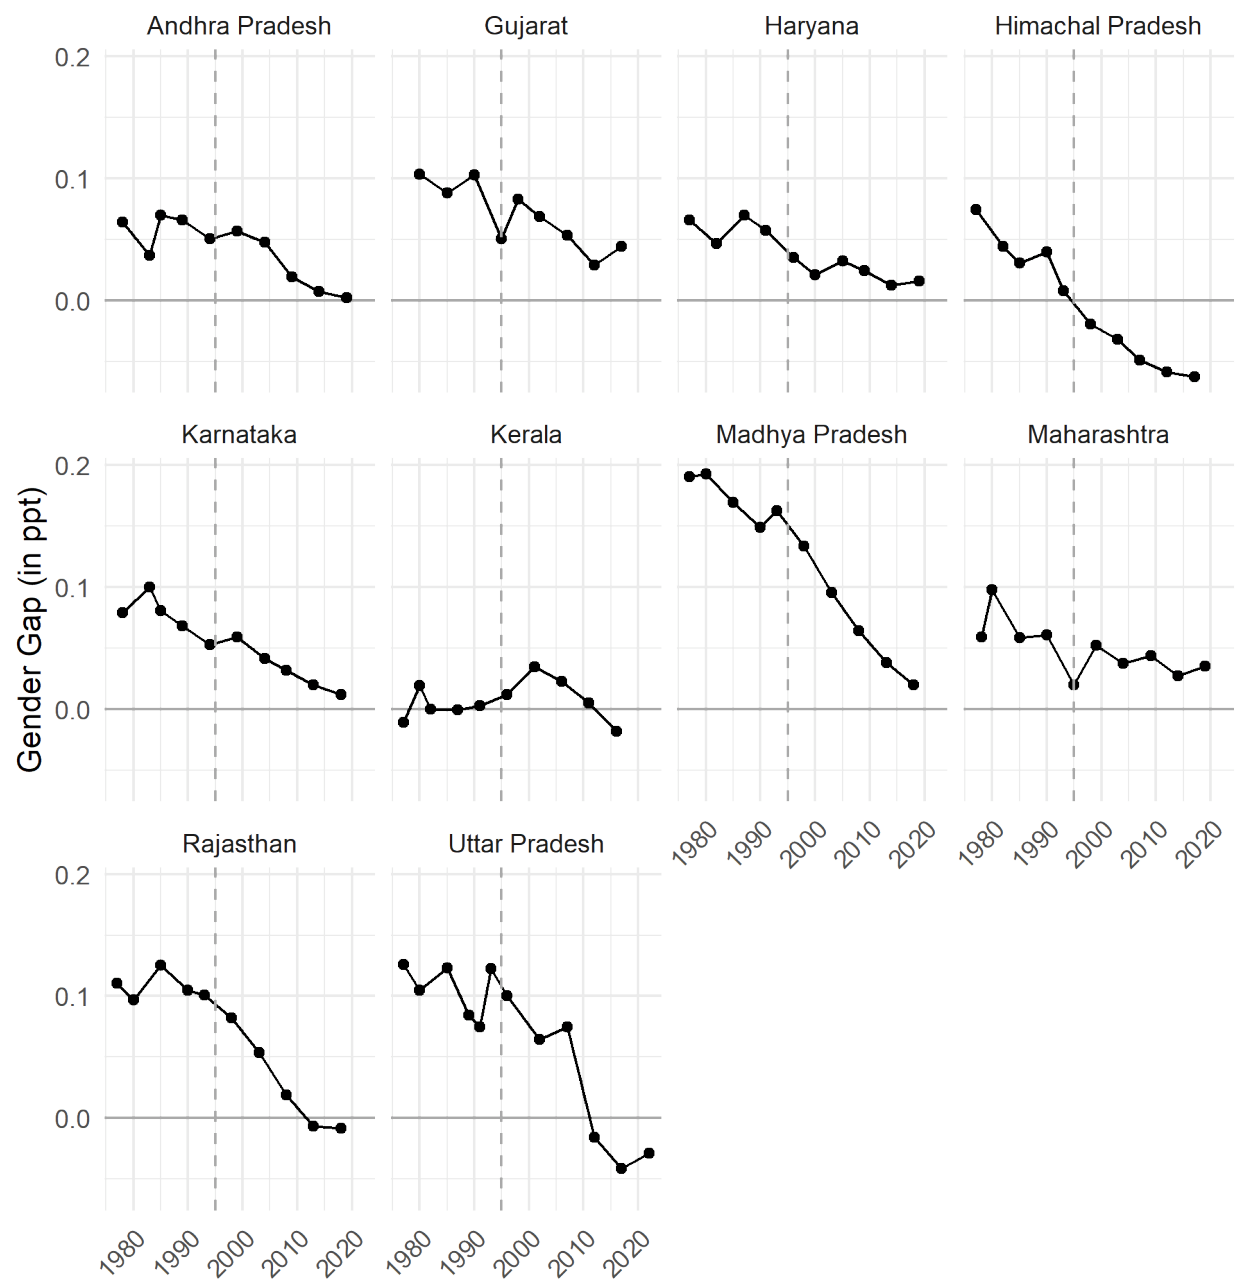 Andhra Pradesh Gujarat Haryana Himachal Pradesh
0.2
0.1
0.0
Karnataka Kerala Madhya Pradesh Maharashtra
0.2
0.1
0.0
Gender Gap (in ppt)
1980 1990 2000 2010 2020 1980 1990 2000 2010 2020
Rajasthan Uttar Pradesh
0.2
0.1
0.0
1980 1990 2000 2010 2020 1980 1990 2000 2010 2020